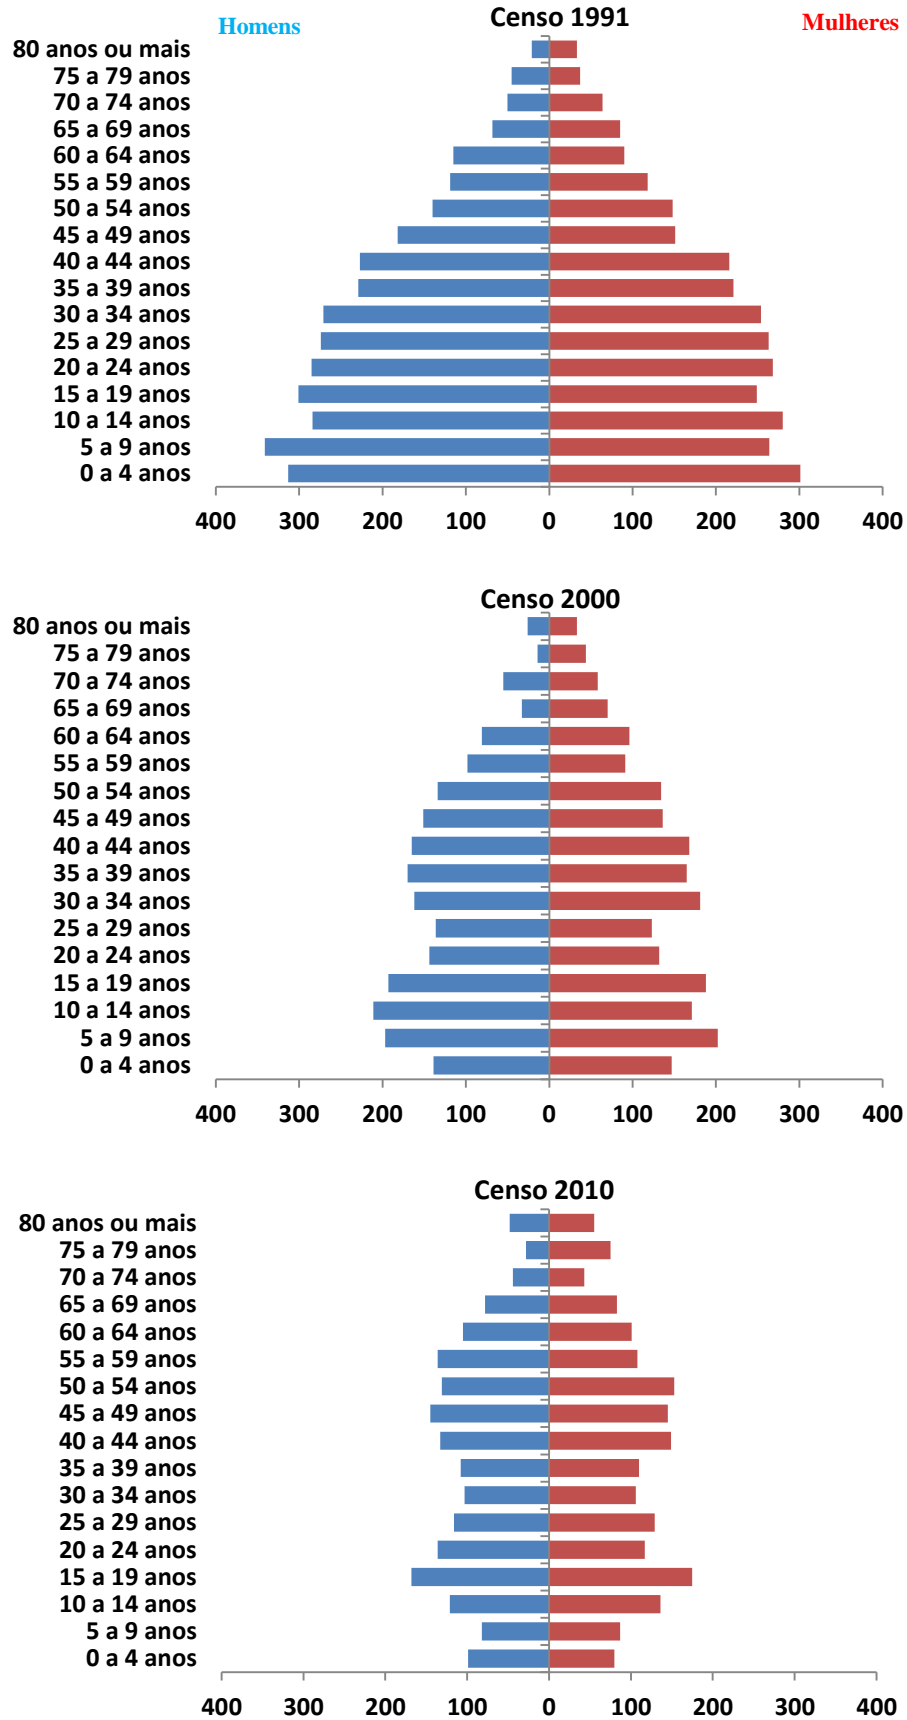 Homens
Censo 1991
Mulheres
80 anos ou mais
75 a 79 anos
70 a 74 anos
65 a 69 anos
60 a 64 anos
55 a 59 anos
50 a 54 anos
45 a 49 anos
40 a 44 anos
35 a 39 anos
30 a 34 anos
25 a 29 anos
20 a 24 anos
15 a 19 anos
10 a 14 anos
5 a 9 anos
0 a 4 anos
400 300 200 100 0 100 200 300 400
Censo 2000
80 anos ou mais
75 a 79 anos
70 a 74 anos
65 a 69 anos
60 a 64 anos
55 a 59 anos
50 a 54 anos
45 a 49 anos
40 a 44 anos
35 a 39 anos
30 a 34 anos
25 a 29 anos
20 a 24 anos
15 a 19 anos
10 a 14 anos
5 a 9 anos
0 a 4 anos
400 300 200 100 0 100 200 300 400
Censo 2010
80 anos ou mais
75 a 79 anos
70 a 74 anos
65 a 69 anos
60 a 64 anos
55 a 59 anos
50 a 54 anos
45 a 49 anos
40 a 44 anos
35 a 39 anos
30 a 34 anos
25 a 29 anos
20 a 24 anos
15 a 19 anos
10 a 14 anos
5 a 9 anos
0 a 4 anos
400 300 200 100 0 100 200 300 400